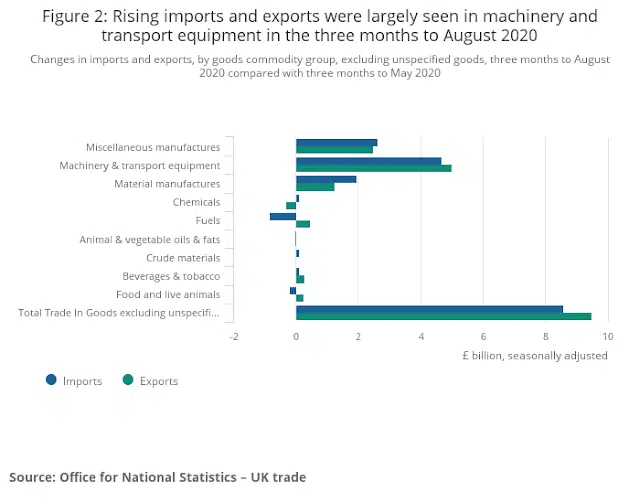 Figure 2: Rising imports and exports were largely seen in machinery and
transport equipment in the three months to August 2020
Changes in imports and exports, by goods commodity group, excluding unspecified goods, three months to August
2020 compared with three months to May 2020
Miscellaneous manufactures
Machinery & transport equipment
Material manufactures
Chemicals
Fuels
Animal & vegetable oils & fats
Crude materials
Beverages & tobacco
Food and live animals
Total Trade In Goods excluding unspecifi...
-2 0 2 4 6 8 10
£ billion, seasonally adjusted
Imports Exports
Source: Office for National Statistics – UK trade